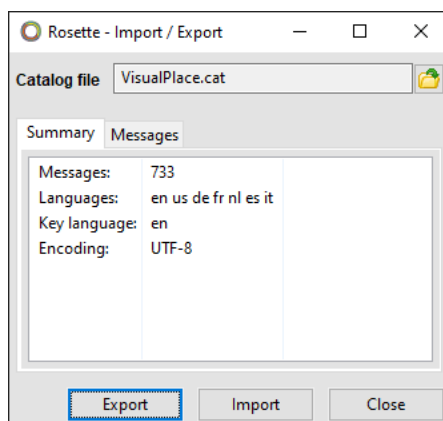 Rosette - Import / Export
Catalog file VisualPlace.cat
Summary Messages
Messages: 733
Languages: en us de fr nl es it
Key language: en
Encoding: UTF-8
Export Import Close